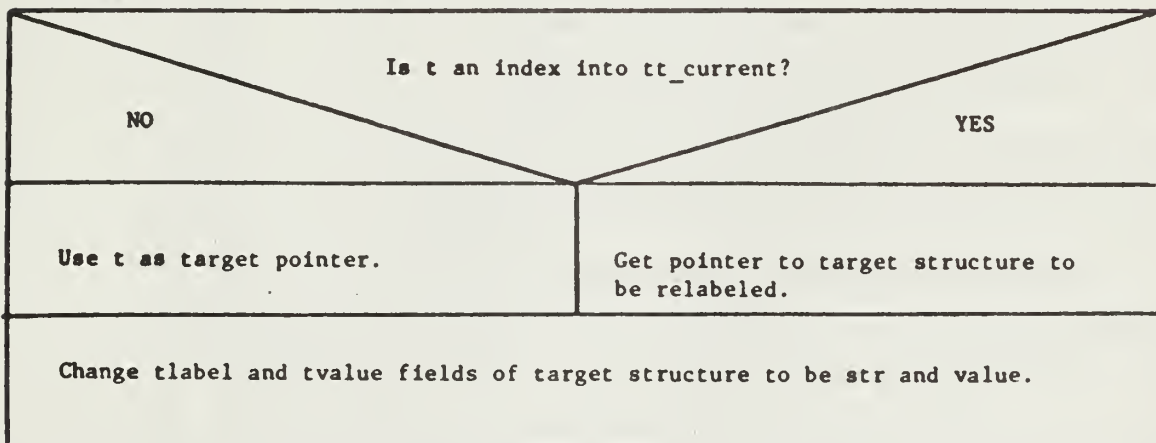 Is t an index into tt_current?
NO
YES
Use t as target pointer.
Get pointer to target structure to
be relabeled.
Change tlabel and tvalue fields of target structure to be str and value.